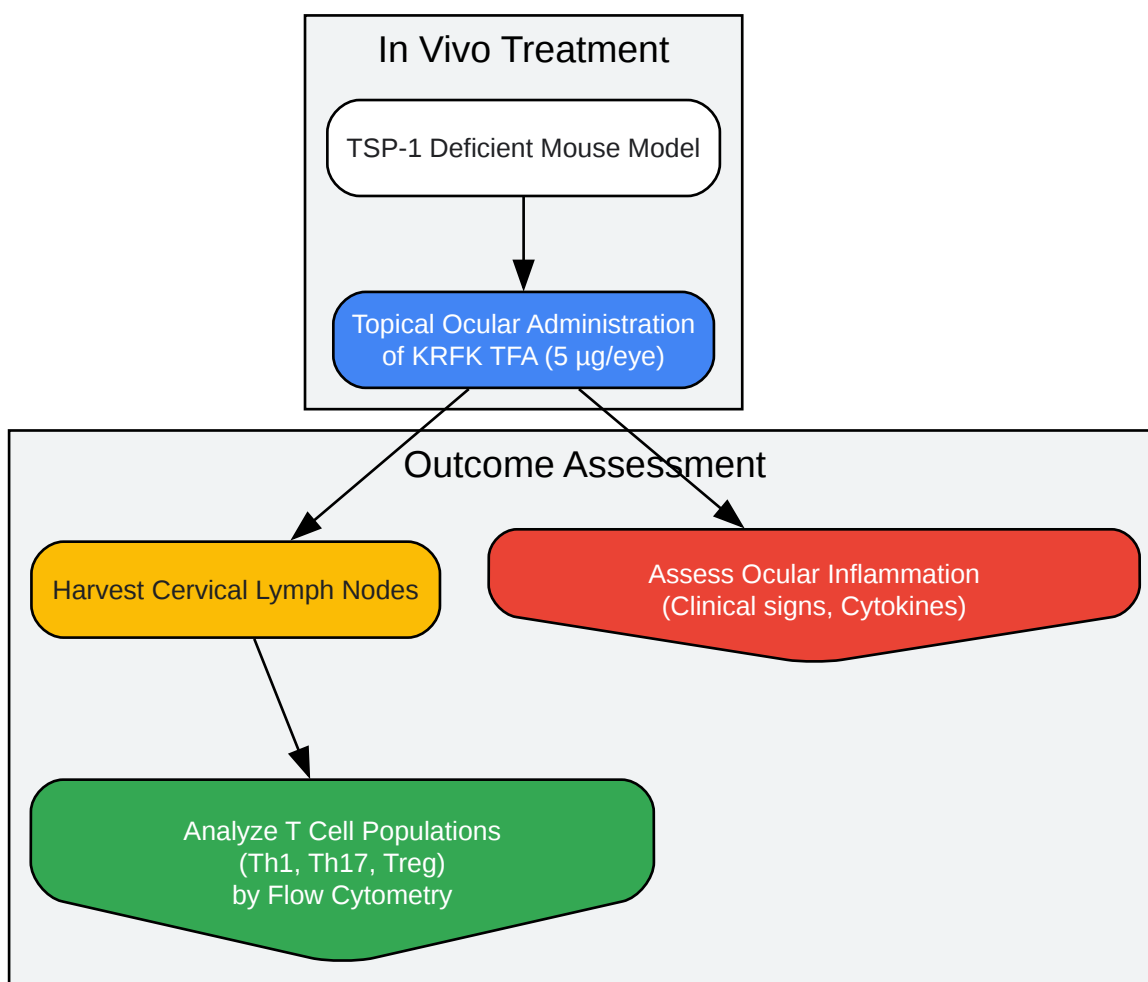 In Vivo Treatment
TSP-1 Deficient Mouse Model
Topical Ocular Administration
of KRFK TFA (5 µg/eye)
Outcome Assessment
Harvest Cervical Lymph Nodes
Assess Ocular Inflammation
(Clinical signs, Cytokines)
Analyze T Cell Populations
(Th1, Th17, Treg)
by Flow Cytometry